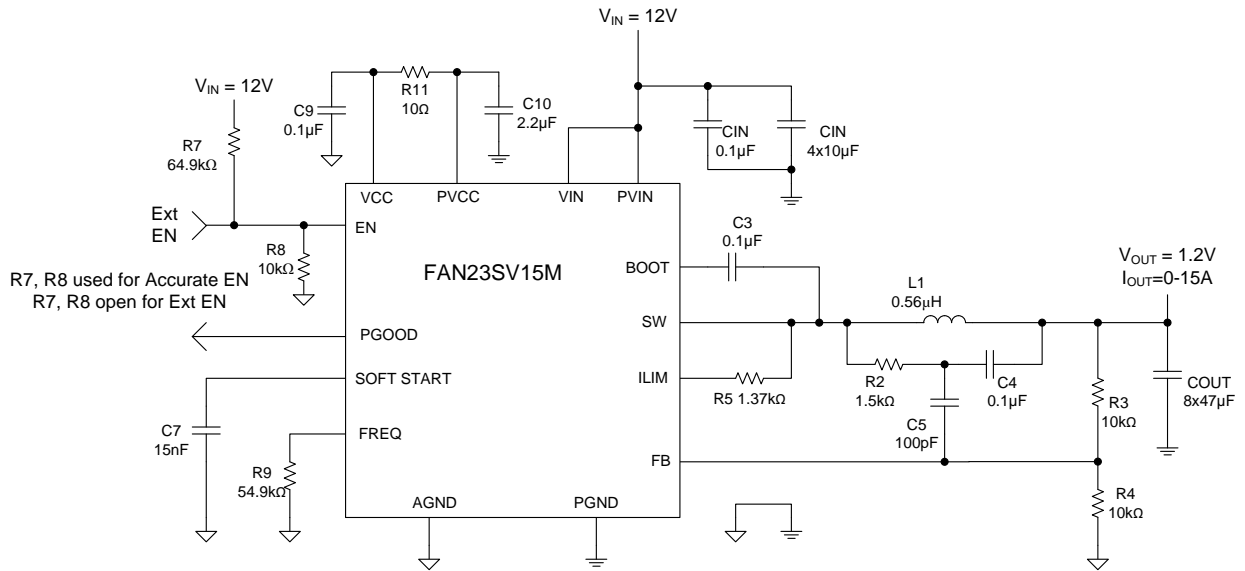 V_IN = 12V
V_IN = 12V
R11
10Ω
C9
0.1µF
C10
2.2µF
CIN
0.1µF
CIN
4x10µF
R7
64.9kΩ
VCC
PVCC
VIN
PVIN
Ext
EN
EN
R8
10kΩ
C3
0.1µF
FAN23SV15M
BOOT
R7, R8 used for Accurate EN
R7, R8 open for Ext EN
V_OUT = 1.2V
I_OUT=0-15A
L1
0.56µH
SW
PGOOD
SOFT START
ILIM
R5 1.37kΩ
R2
1.5kΩ
C4
0.1µF
R3
10kΩ
COUT
8x47µF
C7
15nF
FREQ
C5
100pF
FB
R9
54.9kΩ
R4
10kΩ
AGND
PGND